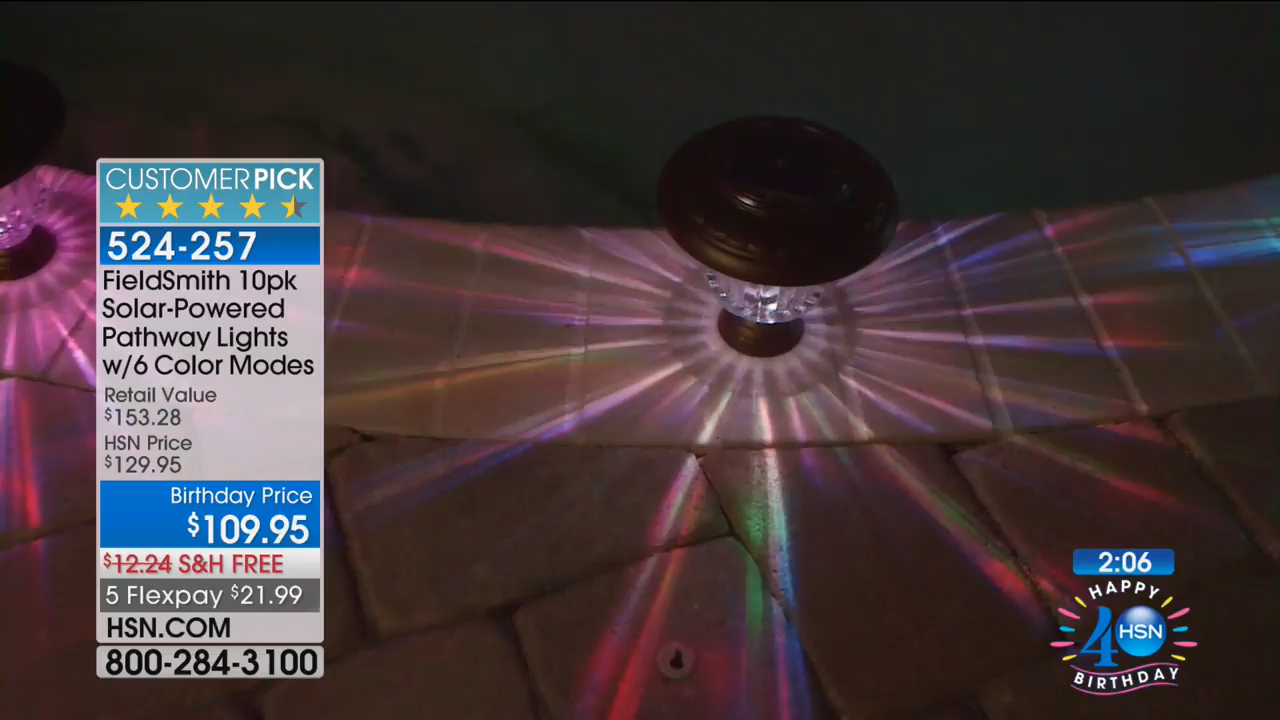 CUSTOMERPICK
524-257
FieldSmith 10pk
Solar-Powered
Pathway Lights
w/6 Color Modes
Retail Value
$153.28
HSN Price
$129.95
Birthday Price
$109.95
$12.24 S&H FREE
5 Flexpay $21.99
HSN.COM
800-284-3100
2:06
HAPPY
40
HSN
BIRTHDAY